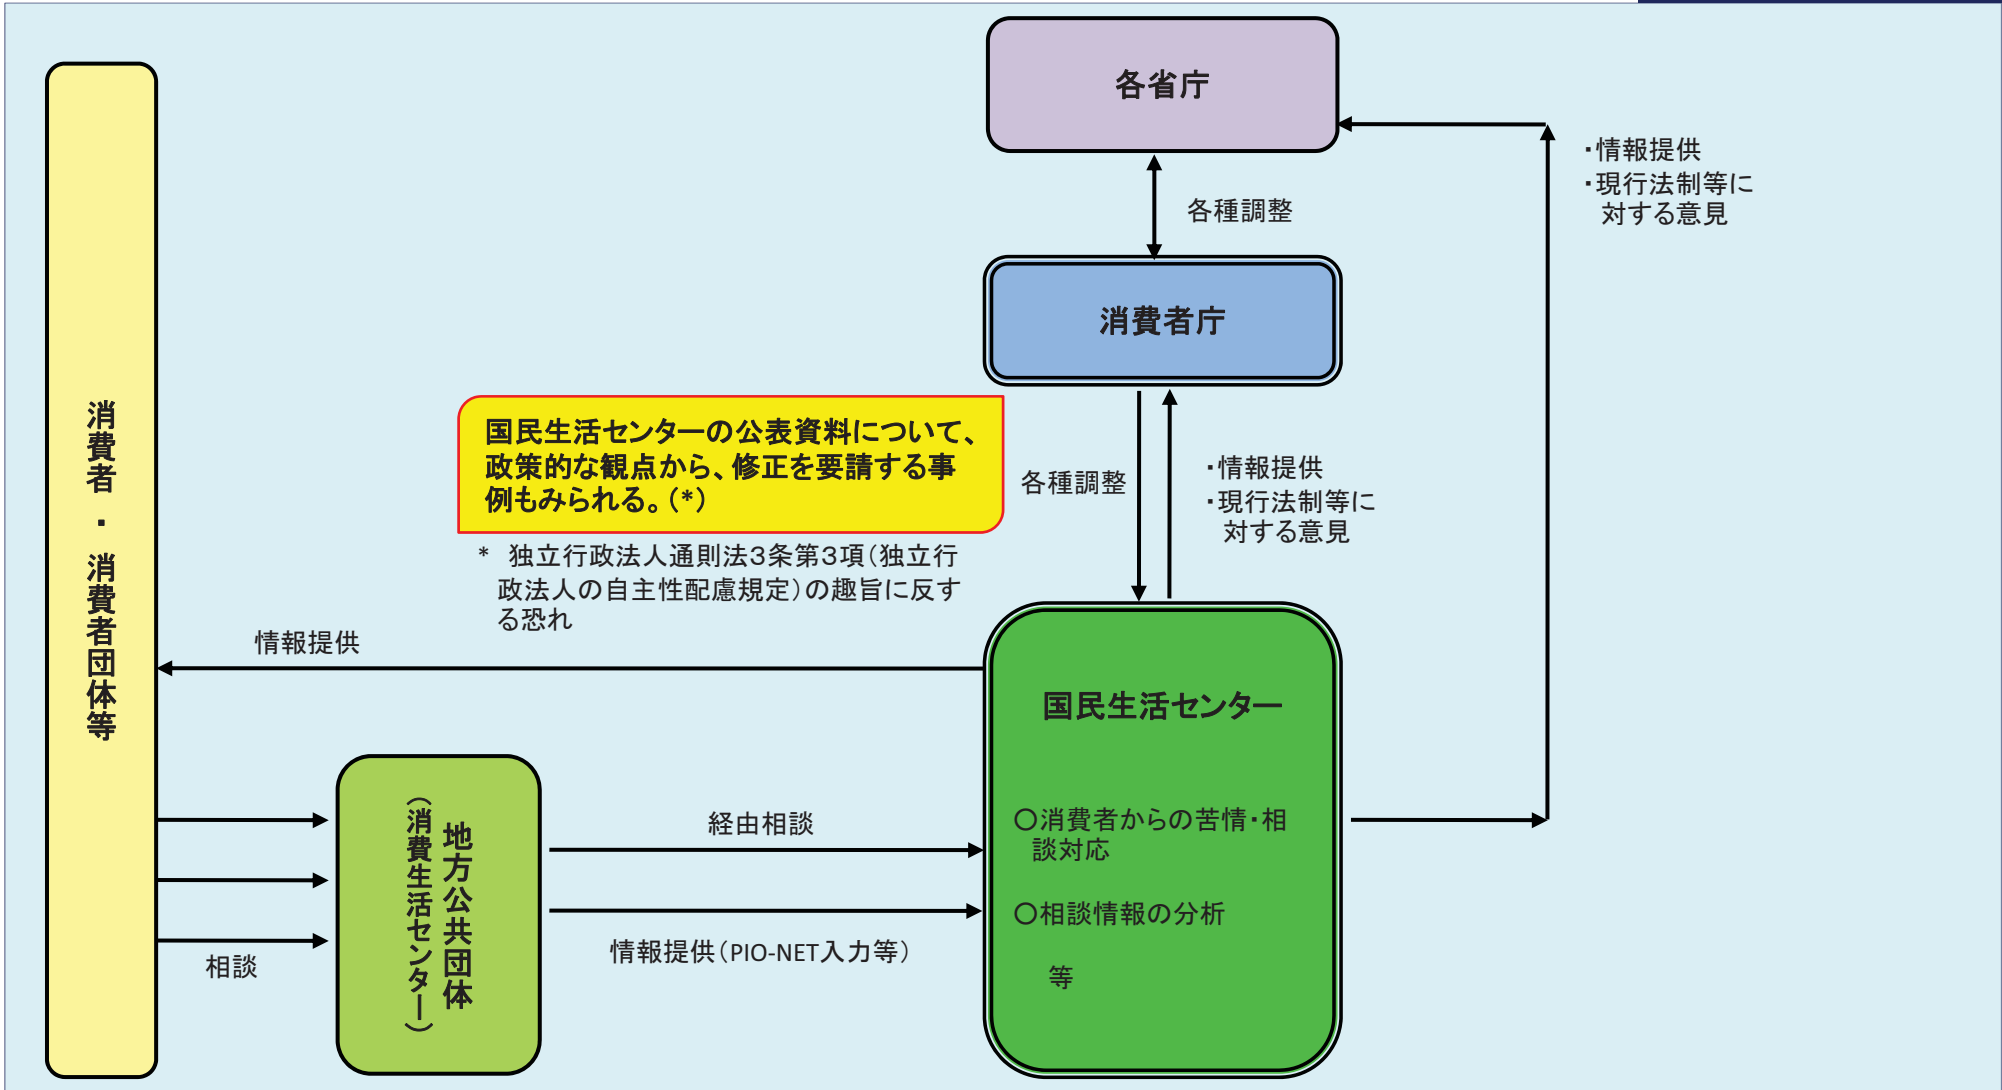 各省庁
・情報提供
・現行法制等に
対する意見
各種調整
消費者庁
国民生活センターの公表資料について、
政策的な観点から、修正を要請する事
例もみられる。(*)
各種調整
・情報提供
・現行法制等に
対する意見
* 独立行政法人通則法3条第3項(独立行
政法人の自主性配慮規定)の趣旨に反す
る恐れ
消費者・消費者団体等
情報提供
国民生活センター
○消費者からの苦情・相
談対応
○相談情報の分析
等
地方公共団体
(消費生活センター)
経由相談
情報提供(PIO-NET入力等)
相談